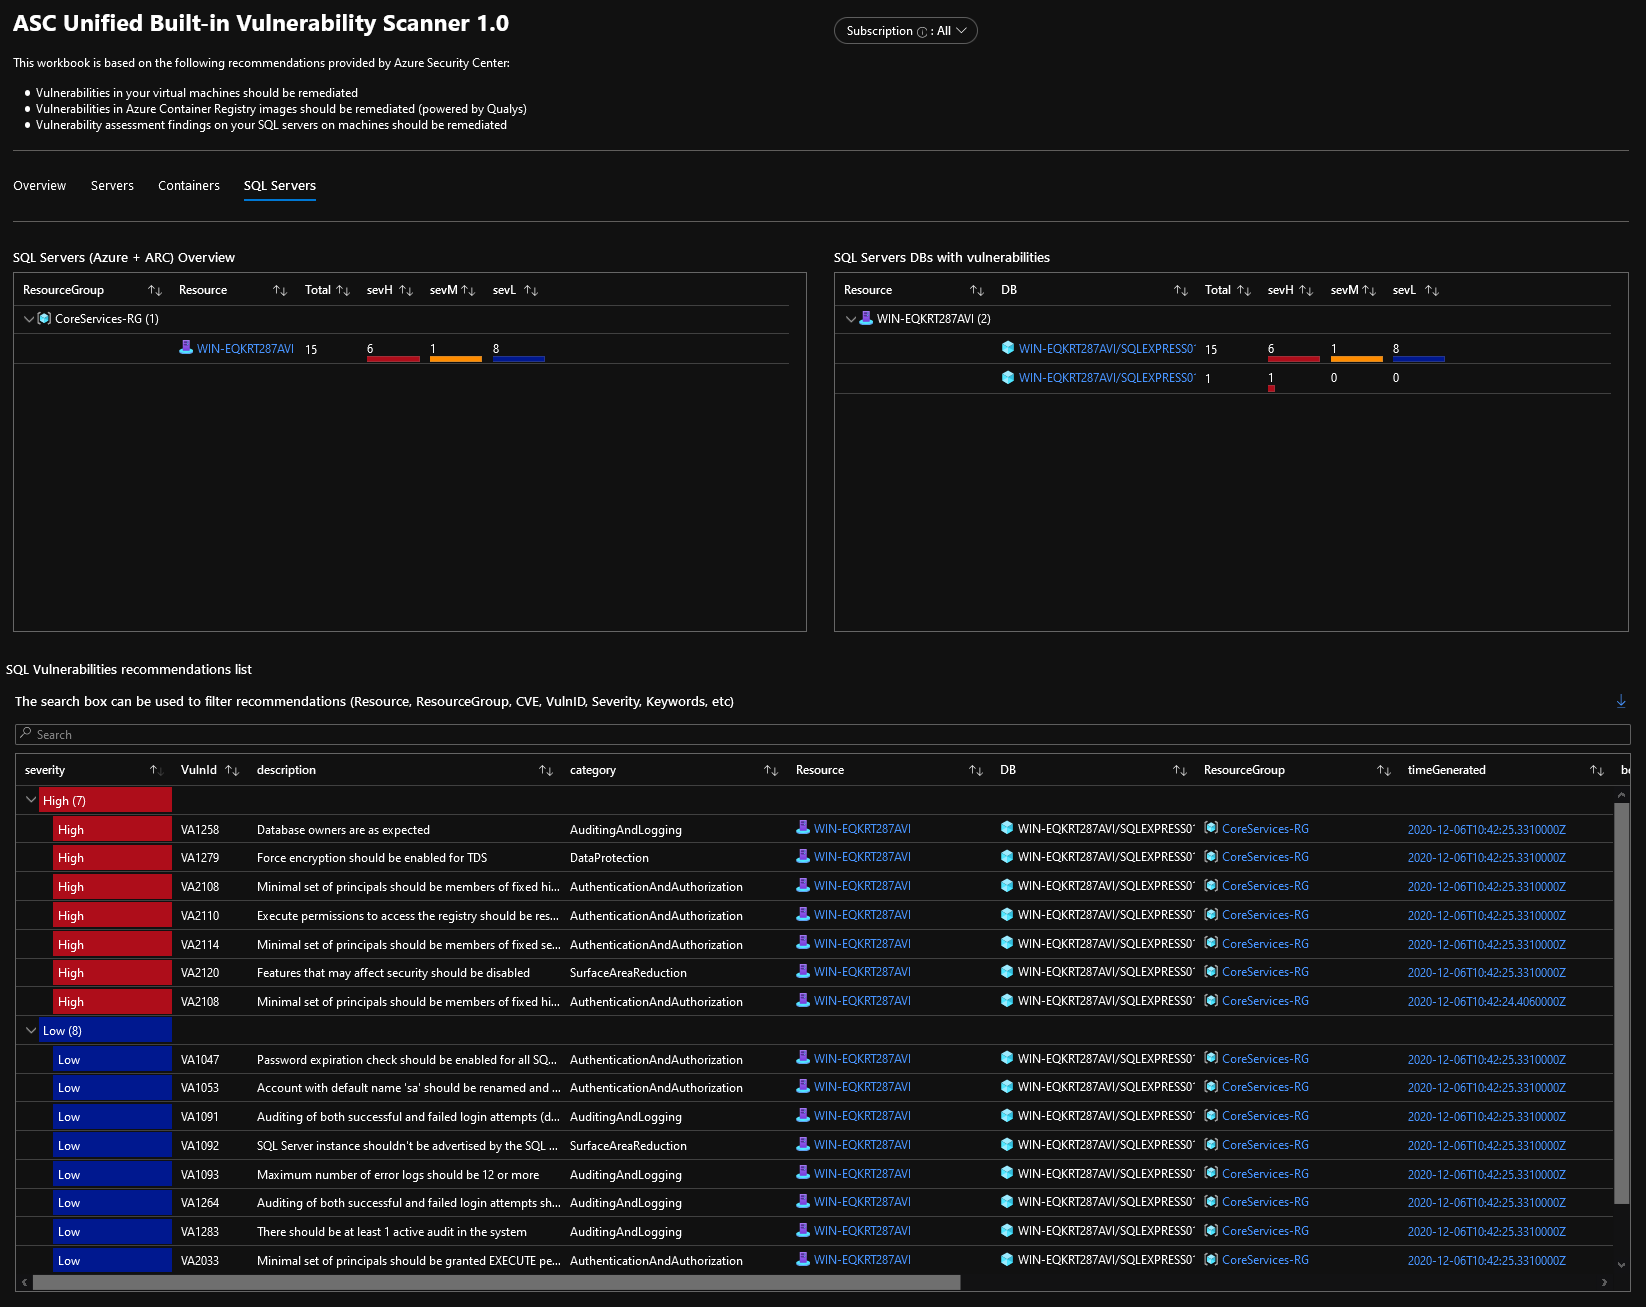 ASC Unified Built-in Vulnerability Scanner 1.0
Subscription : All
This workbook is based on the following recommendations provided by Azure Security Center:
Vulnerabilities in your virtual machines should be remediated
Vulnerabilities in Azure Container Registry images should be remediated (powered by Qualys)
Vulnerability assessment findings on your SQL servers on machines should be remediated
Overview Servers Containers SQL Servers
SQL Servers (Azure + ARC) Overview
ResourceGroup Resource Total sevH sevM sevL
CoreServices-RG (1)
WIN-EQKRT287AVI 15 6 1 8
SQL Servers DBs with vulnerabilities
Resource DB Total sevH sevM sevL
WIN-EQKRT287AVI (2)
WIN-EQKRT287AVI/SQLEXPRESS01 15 6 1 8
WIN-EQKRT287AVI/SQLEXPRESS01 1 1 0 0
SQL Vulnerabilities recommendations list
The search box can be used to filter recommendations (Resource, ResourceGroup, CVE, VulnID, Severity, Keywords, etc)
Search
severity VulnId description category Resource DB ResourceGroup timeGenerated
High (7)
High VA1258 Database owners are as expected AuditingAndLogging WIN-EQKRT287AVI WIN-EQKRT287AVI/SQLEXPRESS01 CoreServices-RG 2020-12-06T10:42:25.3310000Z
High VA1279 Force encryption should be enabled for TDS DataProtection WIN-EQKRT287AVI WIN-EQKRT287AVI/SQLEXPRESS01 CoreServices-RG 2020-12-06T10:42:25.3310000Z
High VA2108 Minimal set of principals should be members of fixed hi... AuthenticationAndAuthorization WIN-EQKRT287AVI WIN-EQKRT287AVI/SQLEXPRESS01 CoreServices-RG 2020-12-06T10:42:25.3310000Z
High VA2110 Execute permissions to access the registry should be res... AuthenticationAndAuthorization WIN-EQKRT287AVI WIN-EQKRT287AVI/SQLEXPRESS01 CoreServices-RG 2020-12-06T10:42:25.3310000Z
High VA2114 Minimal set of principals should be members of fixed se... AuthenticationAndAuthorization WIN-EQKRT287AVI WIN-EQKRT287AVI/SQLEXPRESS01 CoreServices-RG 2020-12-06T10:42:25.3310000Z
High VA2120 Features that may affect security should be disabled SurfaceAreaReduction WIN-EQKRT287AVI WIN-EQKRT287AVI/SQLEXPRESS01 CoreServices-RG 2020-12-06T10:42:25.3310000Z
High VA2108 Minimal set of principals should be members of fixed hi... AuthenticationAndAuthorization WIN-EQKRT287AVI WIN-EQKRT287AVI/SQLEXPRESS01 CoreServices-RG 2020-12-06T10:42:24.4060000Z
Low (8)
Low VA1047 Password expiration check should be enabled for all SQ... AuthenticationAndAuthorization WIN-EQKRT287AVI WIN-EQKRT287AVI/SQLEXPRESS01 CoreServices-RG 2020-12-06T10:42:25.3310000Z
Low VA1053 Account with default name 'sa' should be renamed and ... AuthenticationAndAuthorization WIN-EQKRT287AVI WIN-EQKRT287AVI/SQLEXPRESS01 CoreServices-RG 2020-12-06T10:42:25.3310000Z
Low VA1091 Auditing of both successful and failed login attempts (d... AuditingAndLogging WIN-EQKRT287AVI WIN-EQKRT287AVI/SQLEXPRESS01 CoreServices-RG 2020-12-06T10:42:25.3310000Z
Low VA1092 SQL Server instance shouldn't be advertised by the SQL ... SurfaceAreaReduction WIN-EQKRT287AVI WIN-EQKRT287AVI/SQLEXPRESS01 CoreServices-RG 2020-12-06T10:42:25.3310000Z
Low VA1093 Maximum number of error logs should be 12 or more AuditingAndLogging WIN-EQKRT287AVI WIN-EQKRT287AVI/SQLEXPRESS01 CoreServices-RG 2020-12-06T10:42:25.3310000Z
Low VA1264 Auditing of both successful and failed login attempts sh... AuditingAndLogging WIN-EQKRT287AVI WIN-EQKRT287AVI/SQLEXPRESS01 CoreServices-RG 2020-12-06T10:42:25.3310000Z
Low VA1283 There should be at least 1 active audit in the system AuditingAndLogging WIN-EQKRT287AVI WIN-EQKRT287AVI/SQLEXPRESS01 CoreServices-RG 2020-12-06T10:42:25.3310000Z
Low VA2033 Minimal set of principals should be granted EXECUTE pe... AuthenticationAndAuthorization WIN-EQKRT287AVI WIN-EQKRT287AVI/SQLEXPRESS01 CoreServices-RG 2020-12-06T10:42:25.3310000Z